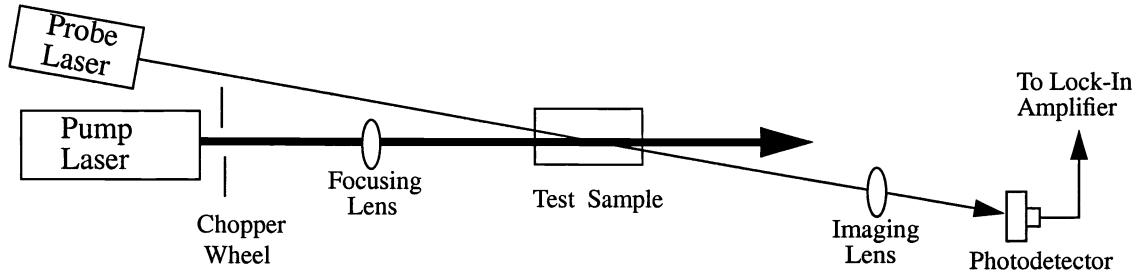 Probe
Laser
Pump
Laser
Chopper
Wheel
Focusing
Lens
Test Sample
Imaging
Lens
To Lock-In
Amplifier
Photodetector